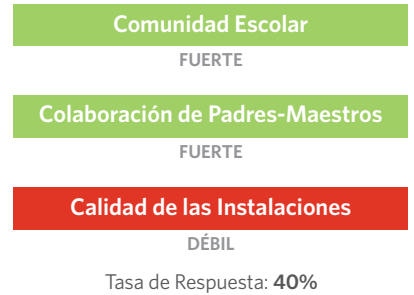 Comunidad Escolar
FUERTE
Colaboración de Padres-Maestros
FUERTE
Calidad de las Instalaciones
DÉBIL
Tasa de Respuesta: 40%